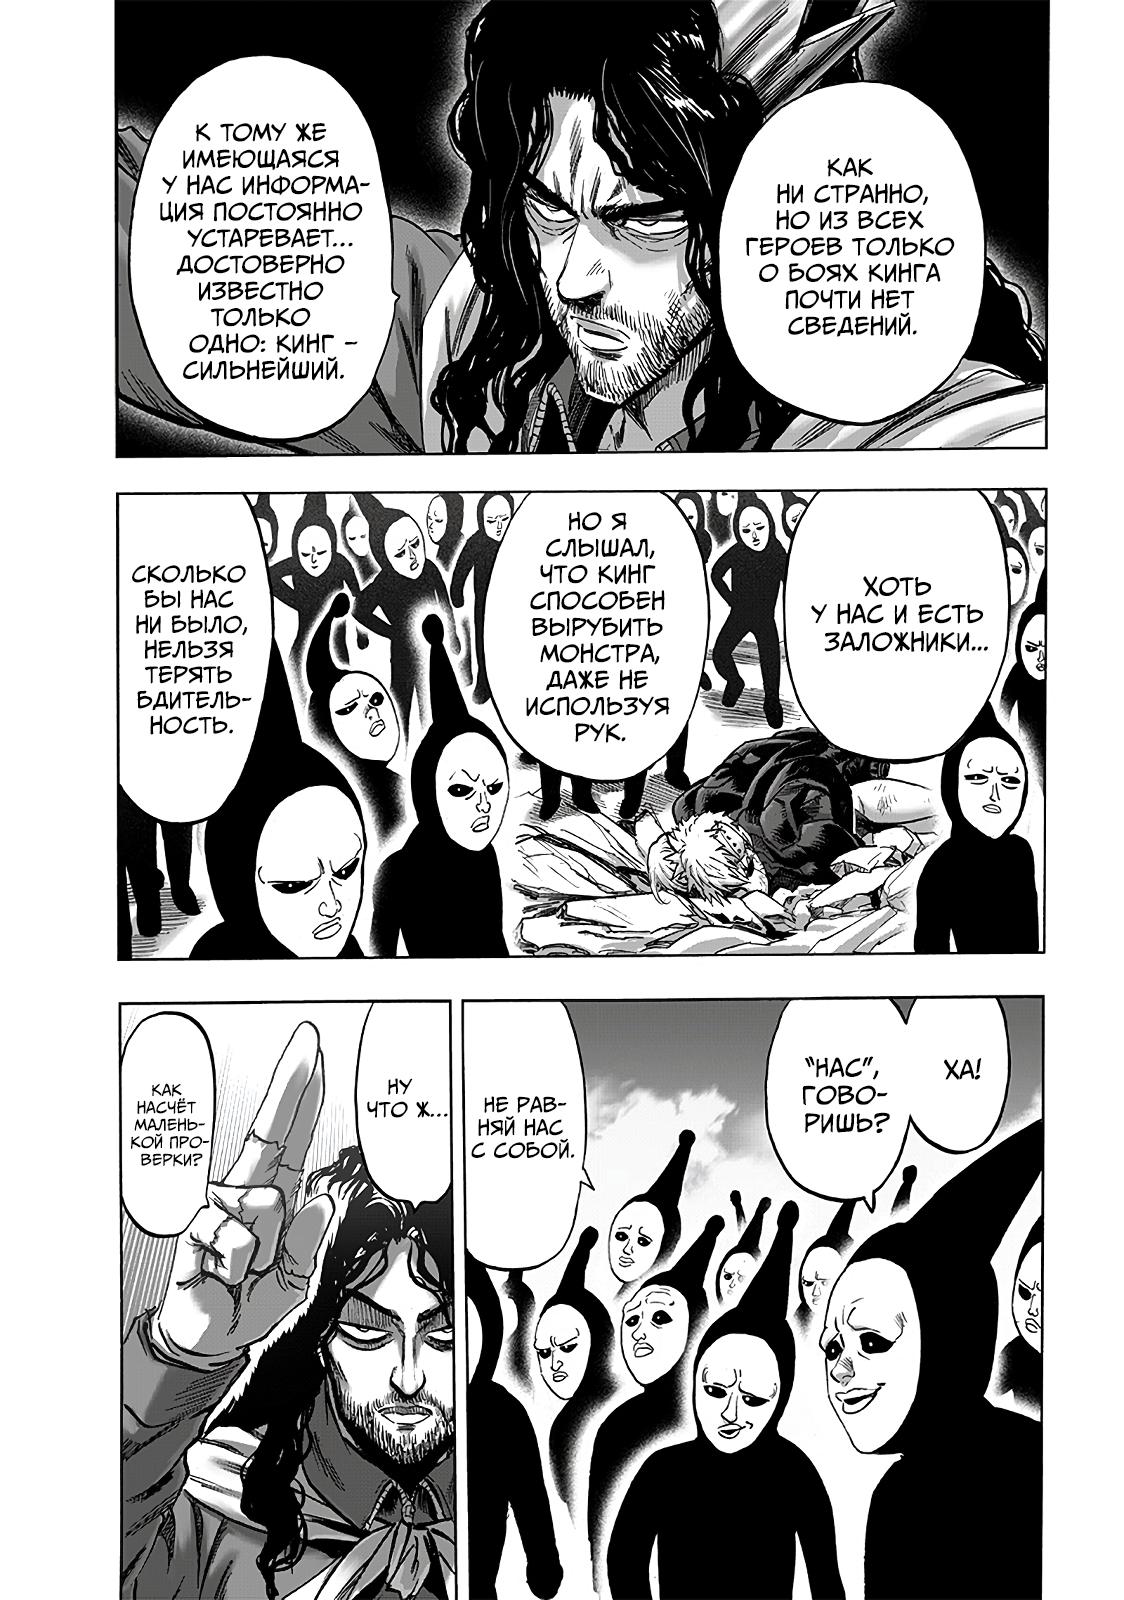 КАК
НИ СТРАННО,
НО ИЗ ВСЕХ
ГЕРОЕВ ТОЛЬКО
О БОЯХ КИНГА
ПОЧТИ НЕТ
СВЕДЕНИЙ.
К ТОМУ ЖЕ
ИМЕЮЩАЯСЯ
У НАС ИНФОРМА-
ЦИЯ ПОСТОЯННО
УСТАРЕВАЕТ...
ДОСТОВЕРНО
ИЗВЕСТНО
ТОЛЬКО
ОДНО: КИНГ –
СИЛЬНЕЙШИЙ.
ХОТЬ
У НАС И ЕСТЬ
ЗАЛОЖНИКИ...
НО Я
СЛЫШАЛ,
ЧТО КИНГ
СПОСОБЕН
ВЫРУБИТЬ
МОНСТРА,
ДАЖЕ НЕ
ИСПОЛЬЗУЯ
РУК.
СКОЛЬКО
БЫ НАС
НИ БЫЛО,
НЕЛЬЗЯ
ТЕРЯТЬ
БДИТЕЛЬ-
НОСТЬ.
ХА!
“НАС”,
ГОВО-
РИШЬ?
НЕ РАВ-
НЯЙ НАС
С СОБОЙ.
НУ
ЧТО Ж...
КАК
НАСЧЁТ
МАЛЕНЬ-
КОЙ ПРО-
ВЕРКИ?